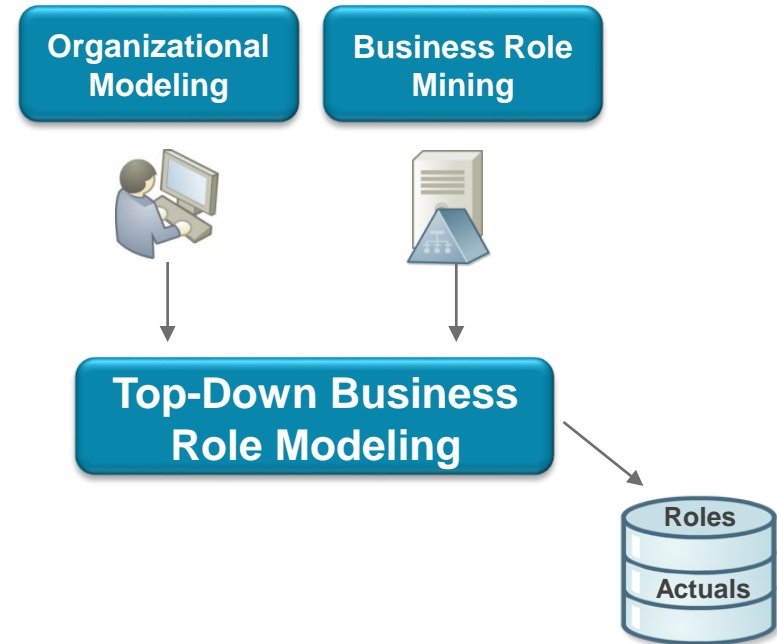 Organizational
Modeling
Business Role
Mining
Top-Down Business
Role Modeling
Roles
Actuals